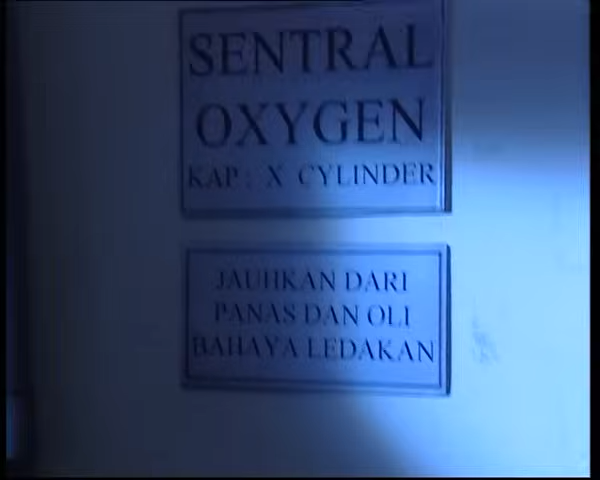 SENTRAL
OXYGEN
KAP : X CYLINDER
JAUHKAN DARI
PANAS DAN OLI
BAHAYA LEDAKAN